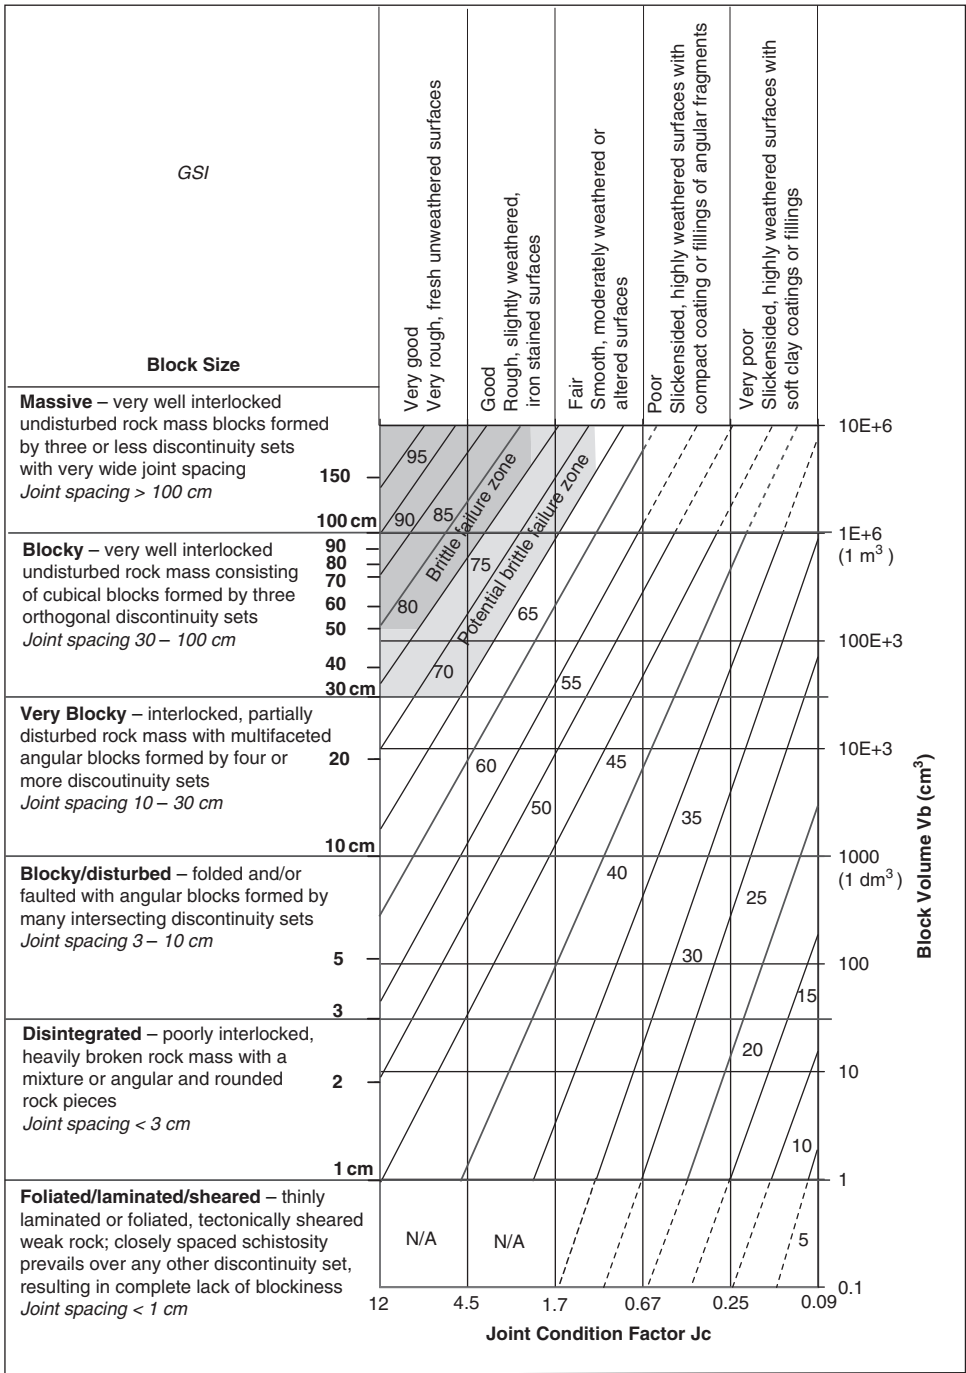 GSI
Block Size
Very good
Very rough, fresh unweathered surfaces
Good
Rough, slightly weathered,
iron stained surfaces
Fair
Smooth, moderately weathered or
altered surfaces
Poor
Slickensided, highly weathered surfaces with
compact coating or fillings of angular fragments
Very poor
Slickensided, highly weathered surfaces with
soft clay coatings or fillings
Massive – very well interlocked
undisturbed rock mass blocks formed
by three or less discontinuity sets
with very wide joint spacing
Joint spacing > 100 cm
150
100 cm
Blocky – very well interlocked
undisturbed rock mass consisting
of cubical blocks formed by three
orthogonal discontinuity sets
Joint spacing 30 – 100 cm
90
80
70
60
50
40
30 cm
Very Blocky – interlocked, partially
disturbed rock mass with multifaceted
angular blocks formed by four or
more discoutinuity sets
Joint spacing 10 – 30 cm
20
10 cm
Blocky/disturbed – folded and/or
faulted with angular blocks formed by
many intersecting discontinuity sets
Joint spacing 3 – 10 cm
5
3
Disintegrated – poorly interlocked,
heavily broken rock mass with a
mixture or angular and rounded
rock pieces
Joint spacing < 3 cm
2
1 cm
Foliated/laminated/sheared – thinly
laminated or foliated, tectonically sheared
weak rock; closely spaced schistosity
prevails over any other discontinuity set,
resulting in complete lack of blockiness
Joint spacing < 1 cm
95
90
85
80
75
70
65
60
55
50
45
40
35
30
25
20
15
10
5
Brittle failure zone
Potential brittle failure zone
N/A
N/A
10E+6
1E+6
(1 m³)
100E+3
10E+3
1000
(1 dm³)
100
10
1
0.1
Block Volume Vb (cm³)
12
4.5
1.7
0.67
0.25
0.09
Joint Condition Factor Jc